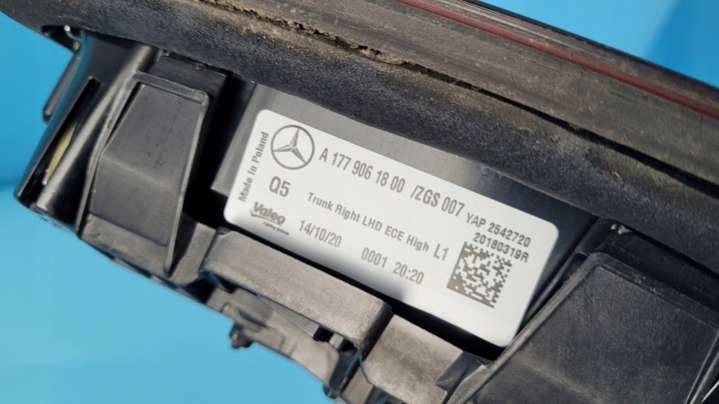 Made in Poland
A 177 906 18 00 /ZGS 007 YAP 2542720
20180319R
Q5 Trunk Right LHD ECE High L1
Valeo 14/10/20 0001 20:20